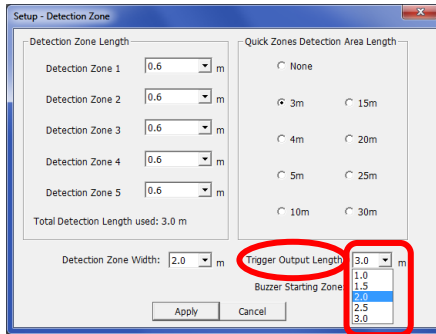 Setup - Detection Zone
Detection Zone Length
Detection Zone 1 0.6 m
Detection Zone 2 0.6 m
Detection Zone 3 0.6 m
Detection Zone 4 0.6 m
Detection Zone 5 0.6 m
Total Detection Length used: 3.0 m
Quick Zones Detection Area Length
None
3m 15m
4m 20m
5m 25m
10m 30m
Detection Zone Width: 2.0 m
Trigger Output Length 3.0 m
1.0
1.5
2.0
2.5
3.0
Buzzer Starting Zone
Apply Cancel